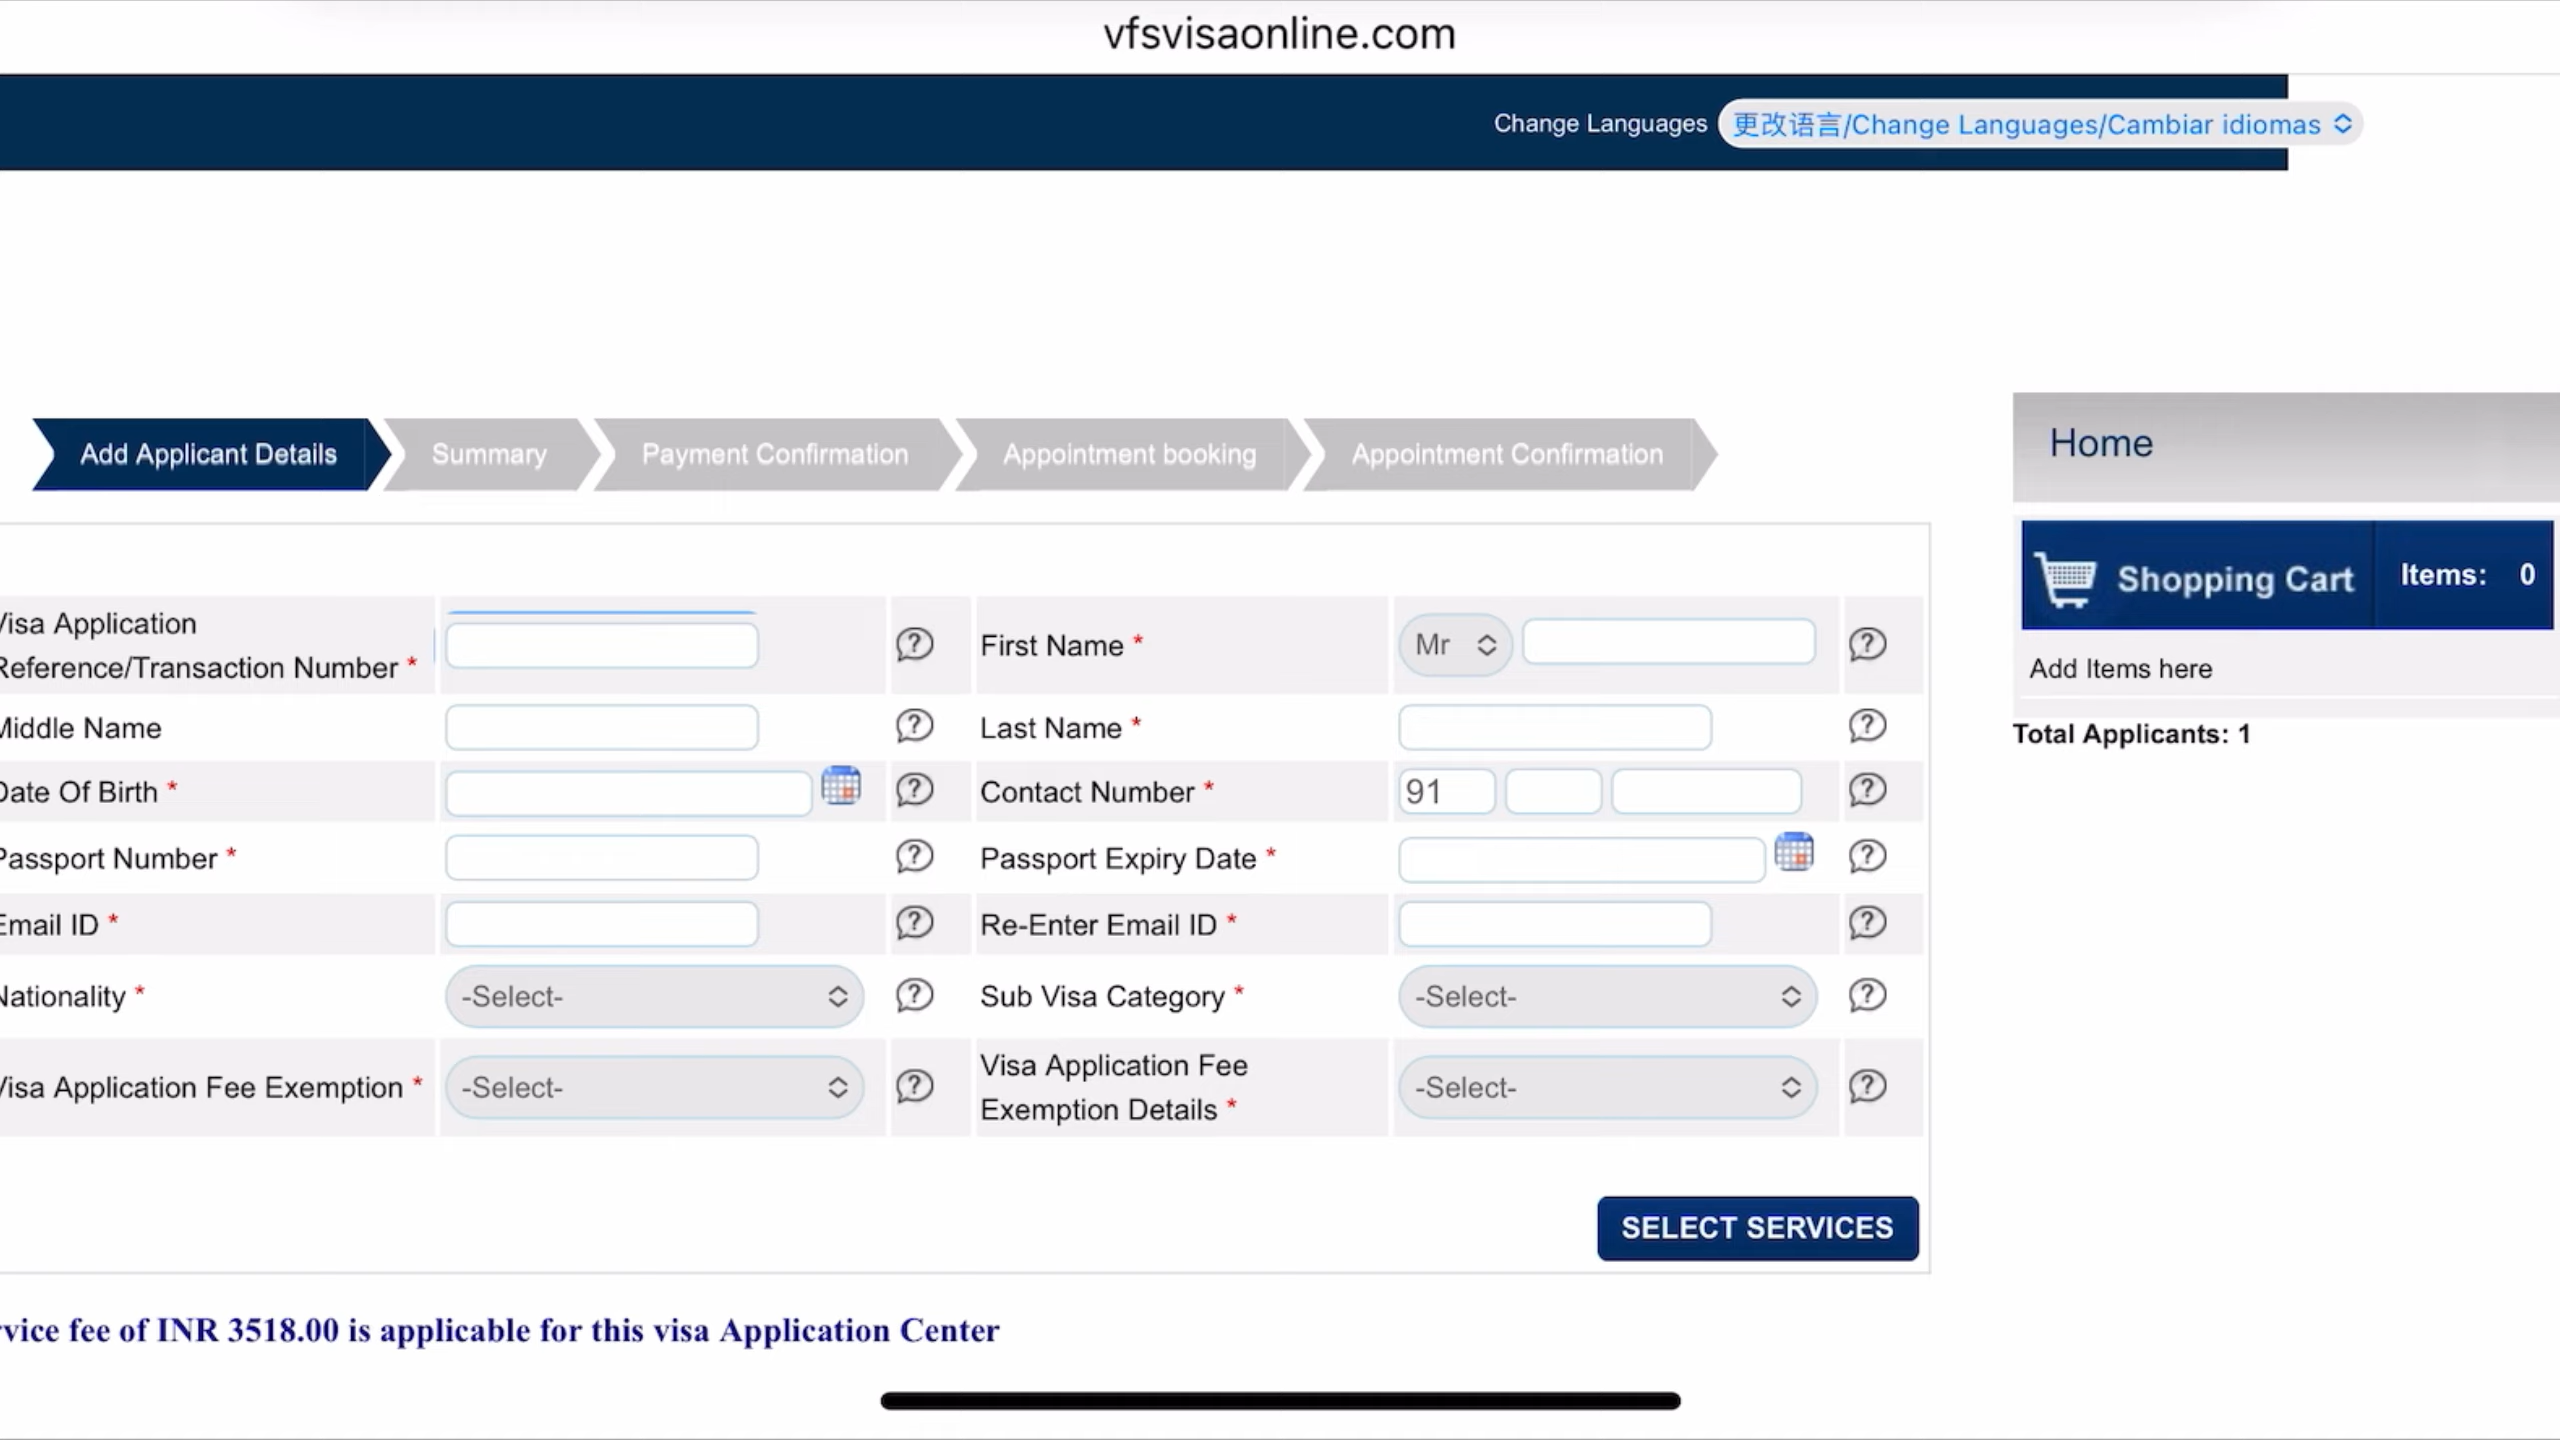 vfsvisaonline.com
Change Languages 更改语言/Change Languages/Cambiar idiomas
Add Applicant Details Summary Payment Confirmation Appointment booking Appointment Confirmation
Home
Shopping Cart Items: 0
Add Items here
Total Applicants: 1
Visa Application
Reference/Transaction Number *
First Name * Mr
Middle Name
Last Name *
Date Of Birth *
Contact Number * 91
Passport Number *
Passport Expiry Date *
Email ID *
Re-Enter Email ID *
Nationality * -Select-
Sub Visa Category * -Select-
Visa Application Fee Exemption * -Select-
Visa Application Fee
Exemption Details * -Select-
SELECT SERVICES
rvice fee of INR 3518.00 is applicable for this visa Application Center